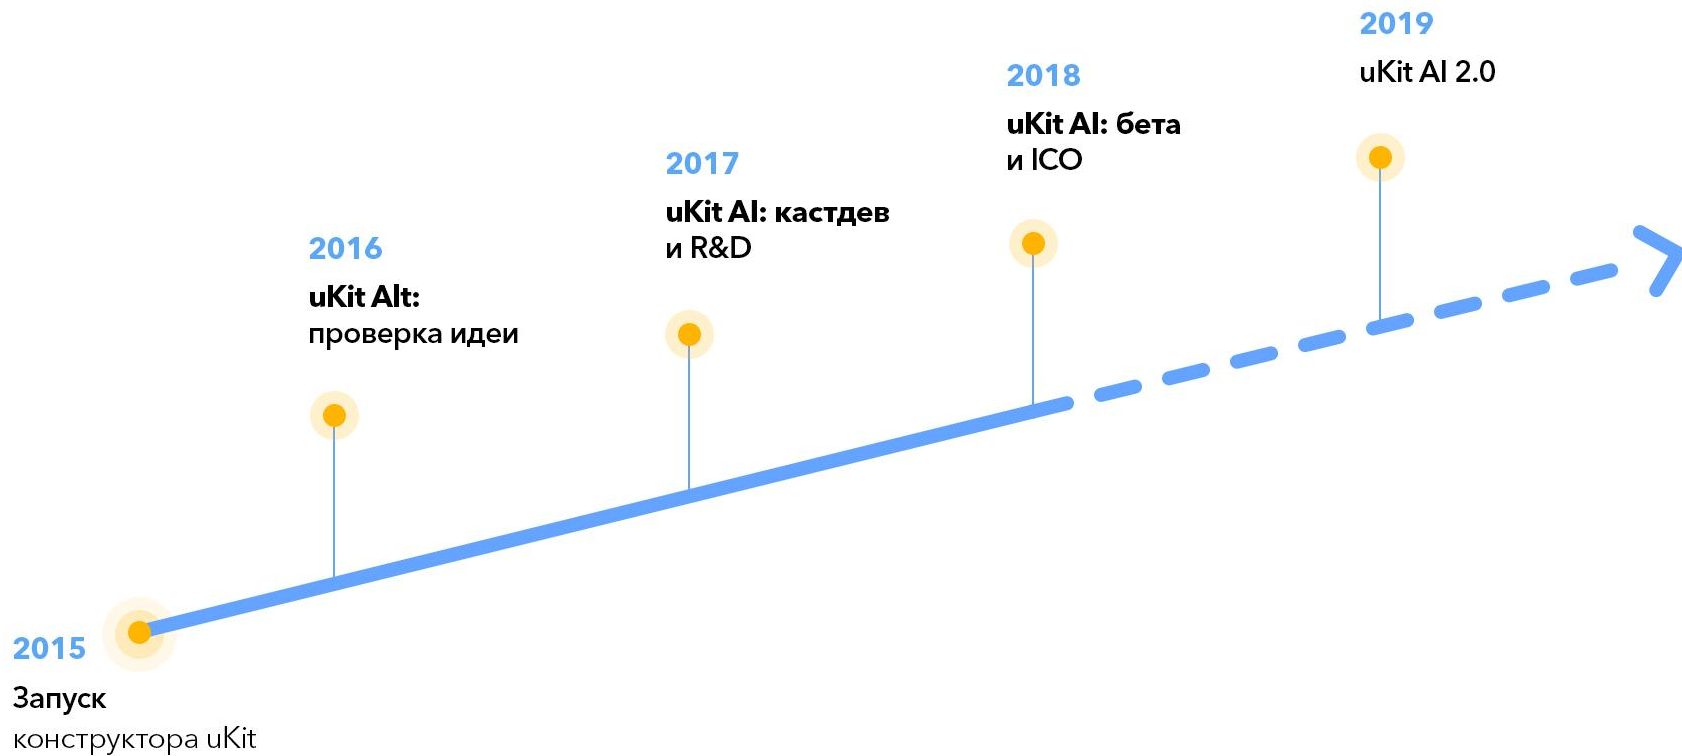 2015
Запуск
конструктора uKit
2016
uKit Alt:
проверка идеи
2017
uKit AI: кастдев
и R&D
2018
uKit AI: бета
и ICO
2019
uKit AI 2.0